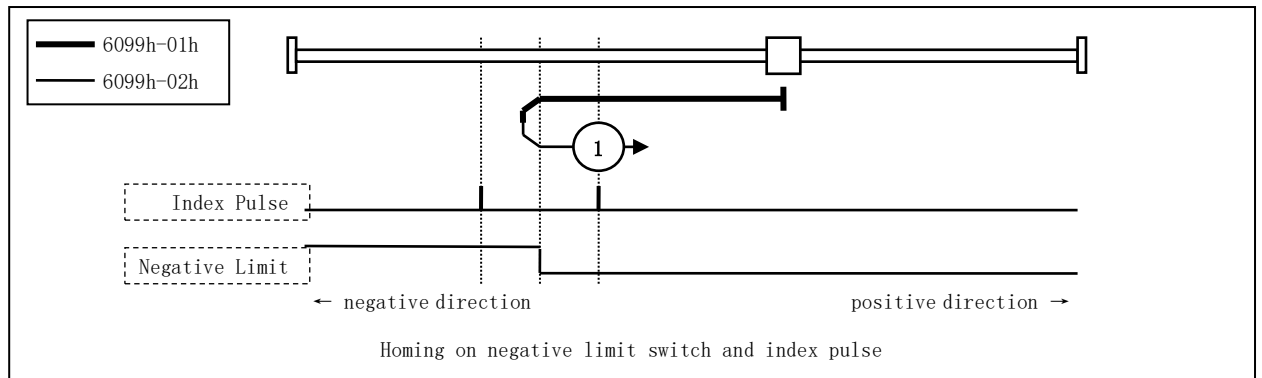 6099h-01h
6099h-02h
1
Index Pulse
Negative Limit
← negative direction
positive direction →
Homing on negative limit switch and index pulse